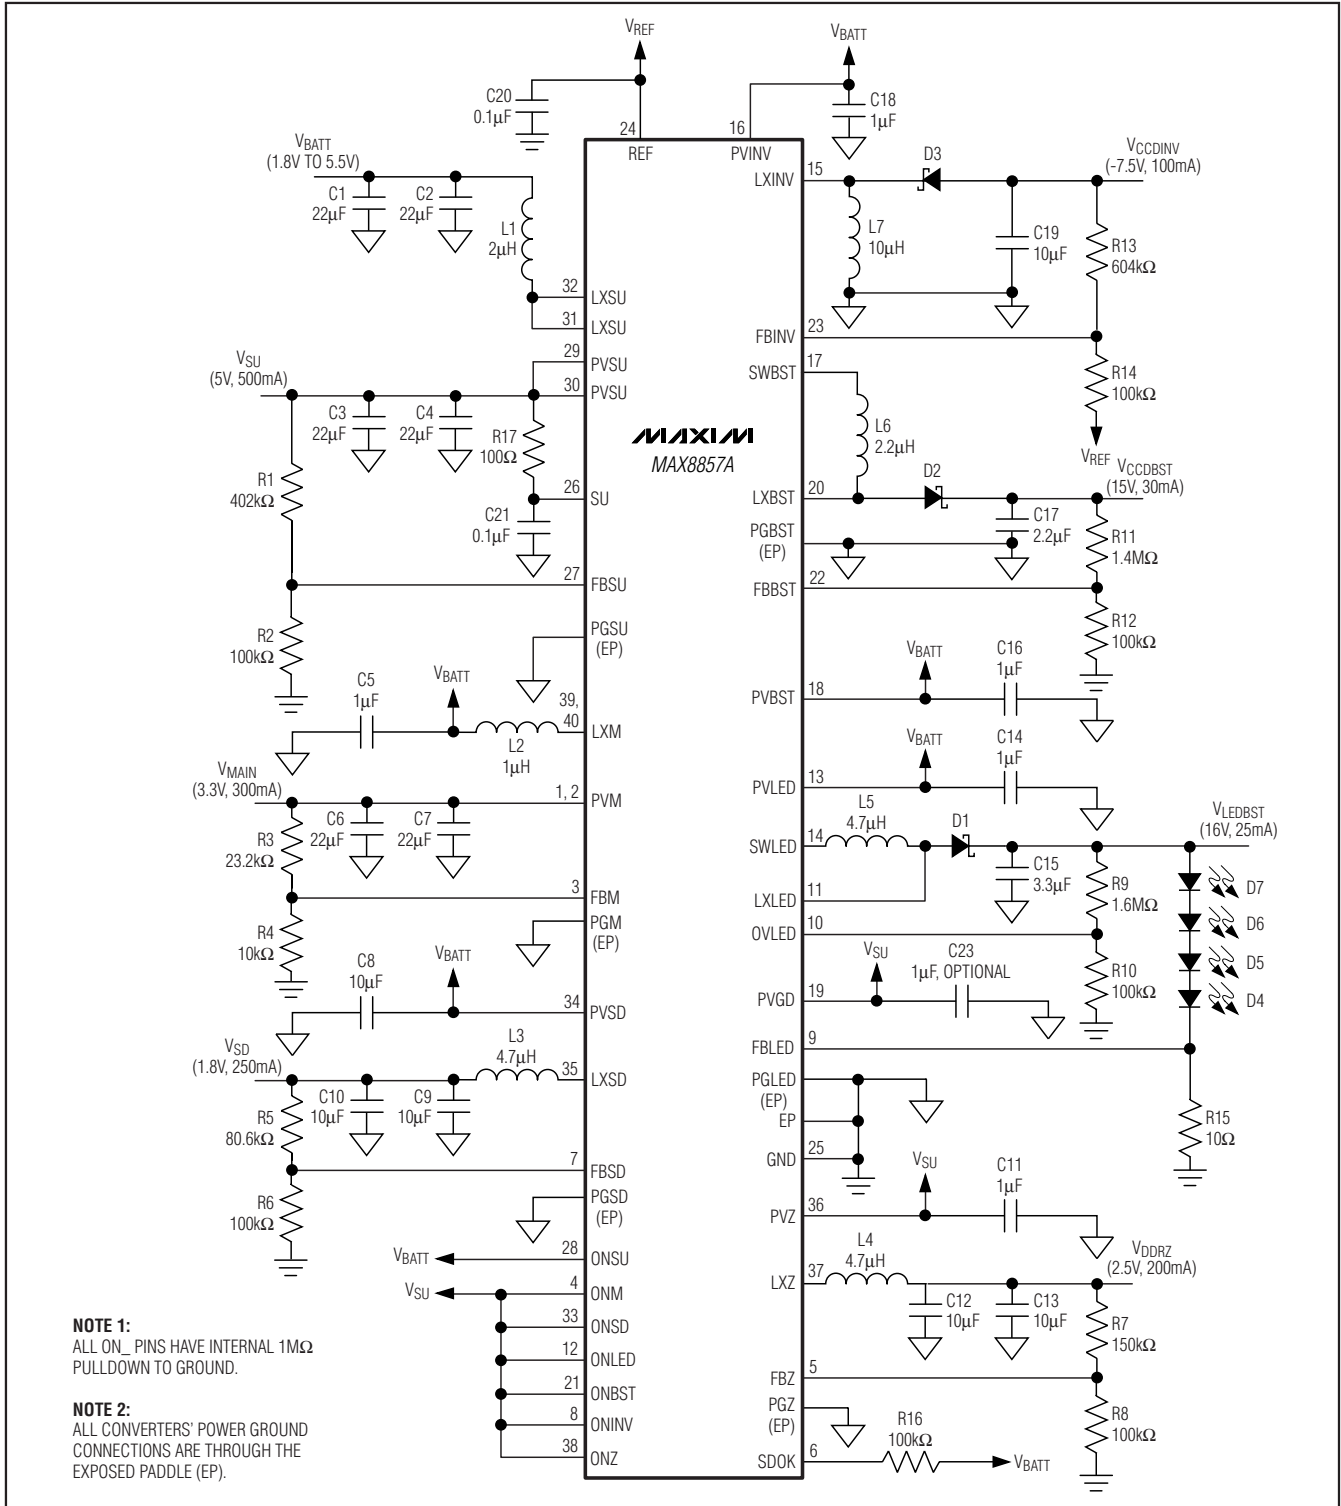 VREF
VBATT
C20
0.1µF
C18
1µF
24
16
REF
PVINV
VBATT
(1.8V TO 5.5V)
C1
22µF
C2
22µF
L1
2µH
32
LXSU
31
LXSU
29
PVSU
30
PVSU
VSU
(5V, 500mA)
C3
22µF
C4
22µF
R17
100Ω
R1
402kΩ
26
SU
C21
0.1µF
27
FBSU
R2
100kΩ
PGSU
(EP)
C5
1µF
VBATT
39,
40
LXM
L2
1µH
VMAIN
(3.3V, 300mA)
1, 2
PVM
R3
23.2kΩ
C6
22µF
C7
22µF
3
FBM
PGM
(EP)
R4
10kΩ
C8
10µF
VBATT
34
PVSD
VSD
(1.8V, 250mA)
L3
4.7µH
35
LXSD
R5
80.6kΩ
C10
10µF
C9
10µF
7
FBSD
R6
100kΩ
PGSD
(EP)
VBATT
28
ONSU
VSU
4
ONM
33
ONSD
12
ONLED
21
ONBST
8
ONINV
38
ONZ
NOTE 1:
ALL ON_ PINS HAVE INTERNAL 1MΩ
PULLDOWN TO GROUND.
NOTE 2:
ALL CONVERTERS' POWER GROUND
CONNECTIONS ARE THROUGH THE
EXPOSED PADDLE (EP).
MAXIM
MAX8857A
LXINV
15
D3
VCCDINV
(-7.5V, 100mA)
L7
10µH
C19
10µF
R13
604kΩ
FBINV
23
SWBST
17
R14
100kΩ
VREF
L6
2.2µH
LXBST
20
D2
VCCDBST
(15V, 30mA)
C17
2.2µF
R11
1.4MΩ
PGBST
(EP)
FBBST
22
R12
100kΩ
VBATT
C16
1µF
PVBST
18
VBATT
C14
1µF
PVLED
13
L5
4.7µH
SWLED
14
D1
VLEDBST
(16V, 25mA)
C15
3.3µF
R9
1.6MΩ
D7
D6
D5
D4
LXLED
11
OVLED
10
R10
100kΩ
VSU
C23
1µF, OPTIONAL
PVGD
19
FBLED
9
PGLED
(EP)
EP
GND
25
R15
10Ω
VSU
C11
1µF
PVZ
36
L4
4.7µH
LXZ
37
VDDRZ
(2.5V, 200mA)
C12
10µF
C13
10µF
R7
150kΩ
FBZ
5
PGZ
(EP)
R8
100kΩ
R16
100kΩ
SDOK
6
VBATT